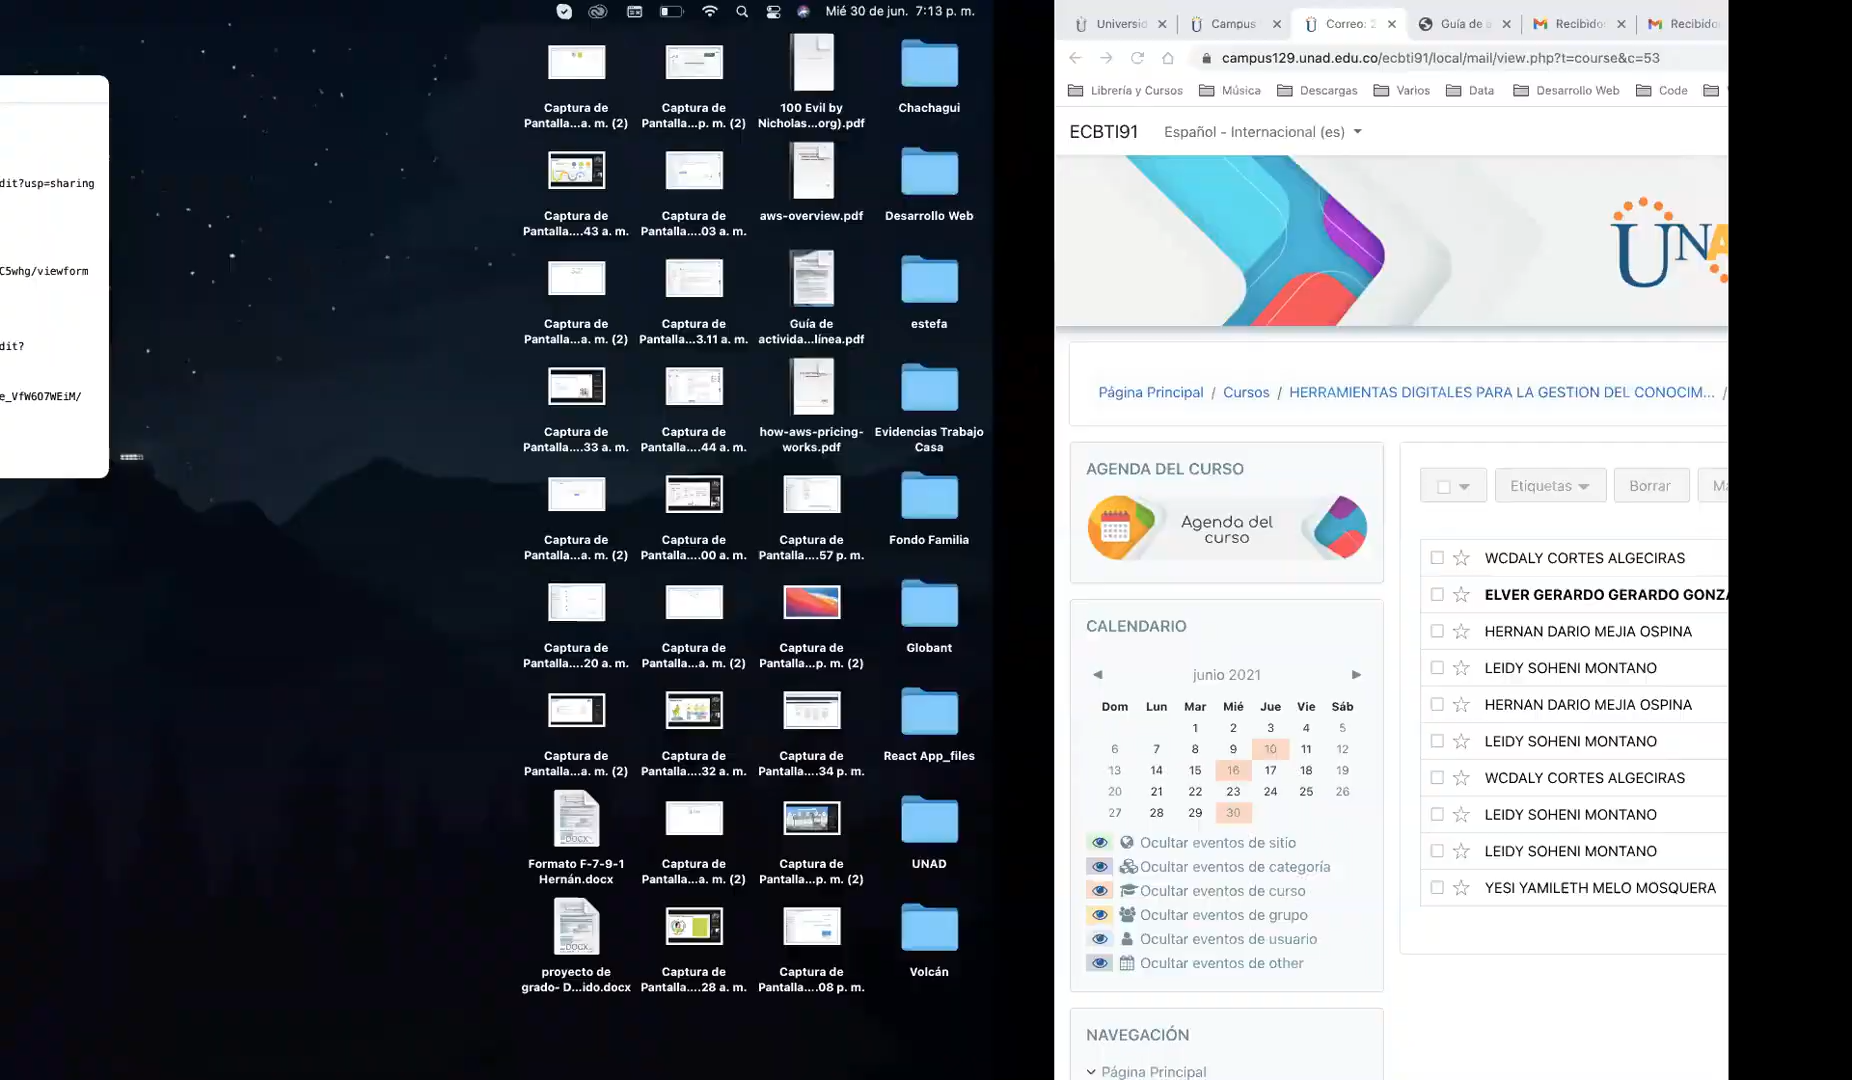 Mié 30 de jun. 7:13 p. m.
dit?usp=sharing
C5whg/viewform
dit?
e_VfW6O7WEiM/
Captura de
Pantalla...a. m. (2)
Captura de
Pantalla...p. m. (2)
100 Evil by
Nicholas...org).pdf
Chachagui
Captura de
Pantalla....43 a. m.
Captura de
Pantalla....03 a. m.
aws-overview.pdf
Desarrollo Web
Captura de
Pantalla...a. m. (2)
Captura de
Pantalla...3.11 a. m.
Guía de
activida...línea.pdf
estefa
Captura de
Pantalla....33 a. m.
Captura de
Pantalla....44 a. m.
how-aws-pricing-
works.pdf
Evidencias Trabajo
Casa
Captura de
Pantalla...a. m. (2)
Captura de
Pantalla....00 a. m.
Captura de
Pantalla....57 p. m.
Fondo Familia
Captura de
Pantalla....20 a. m.
Captura de
Pantalla...a. m. (2)
Captura de
Pantalla...p. m. (2)
Globant
Captura de
Pantalla...a. m. (2)
Captura de
Pantalla....32 a. m.
Captura de
Pantalla....34 p. m.
React App_files
DOCX
Formato F-7-9-1
Hernán.docx
Captura de
Pantalla...a. m. (2)
Captura de
Pantalla...p. m. (2)
UNAD
DOCX
proyecto de
grado- D...ido.docx
Captura de
Pantalla....28 a. m.
Captura de
Pantalla....08 p. m.
Volcán
Universid
Campus
Correo: 2
Guía de a
Recibidos
Recibido
campus129.unad.edu.co/ecbti91/local/mail/view.php?t=course&c=53
Librería y Cursos Música Descargas Varios Data Desarrollo Web Code
ECBTI91 Español - Internacional (es)
UNA
Página Principal / Cursos / HERRAMIENTAS DIGITALES PARA LA GESTION DEL CONOCIM... /
AGENDA DEL CURSO
Agenda del
curso
CALENDARIO
junio 2021
Dom Lun Mar Mié Jue Vie Sáb
1 2 3 4 5
6 7 8 9 10 11 12
13 14 15 16 17 18 19
20 21 22 23 24 25 26
27 28 29 30
Ocultar eventos de sitio
Ocultar eventos de categoría
Ocultar eventos de curso
Ocultar eventos de grupo
Ocultar eventos de usuario
Ocultar eventos de other
NAVEGACIÓN
Página Principal
Etiquetas Borrar Ma
WCDALY CORTES ALGECIRAS
ELVER GERARDO GERARDO GONZA
HERNAN DARIO MEJIA OSPINA
LEIDY SOHENI MONTANO
HERNAN DARIO MEJIA OSPINA
LEIDY SOHENI MONTANO
WCDALY CORTES ALGECIRAS
LEIDY SOHENI MONTANO
LEIDY SOHENI MONTANO
YESI YAMILETH MELO MOSQUERA